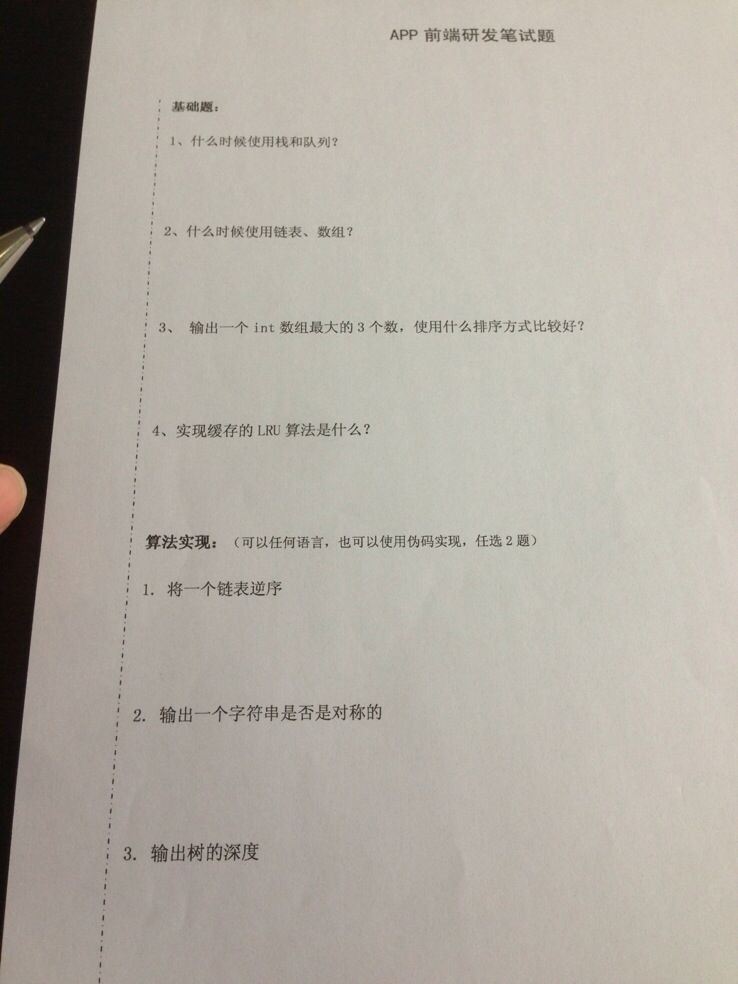 APP 前端研发笔试题
基础题：
1、什么时候使用栈和队列？
2、什么时候使用链表、数组？
3、 输出一个 int 数组最大的 3 个数，使用什么排序方式比较好？
4、实现缓存的 LRU 算法是什么？
算法实现：（可以任何语言，也可以使用伪码实现，任选 2 题）
1. 将一个链表逆序
2. 输出一个字符串是否是对称的
3. 输出树的深度